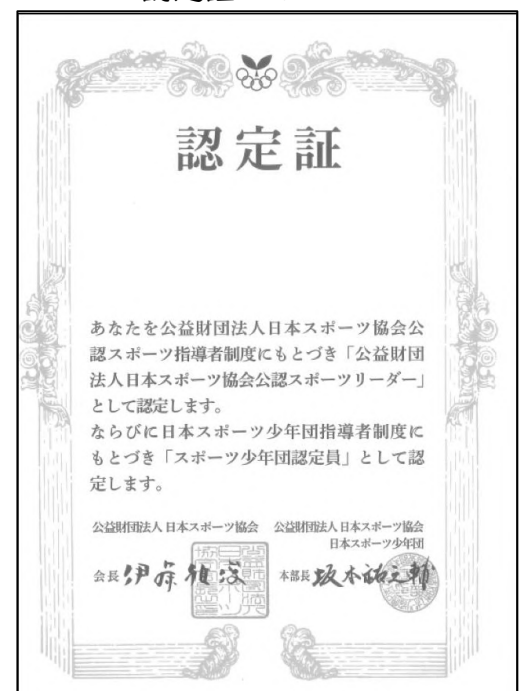 認定証
あなたを公益財団法人日本スポーツ協会公
認スポーツ指導者制度にもとづき「公益財団
法人日本スポーツ協会公認スポーツリーダー」
として認定します。
ならびに日本スポーツ少年団指導者制度に
もとづき「スポーツ少年団認定員」として認
定します。
公益財団法人 日本スポーツ協会 公益財団法人 日本スポーツ協会
日本スポーツ少年団
会長 伊藤雅俊 本部長 坂本祐之輔